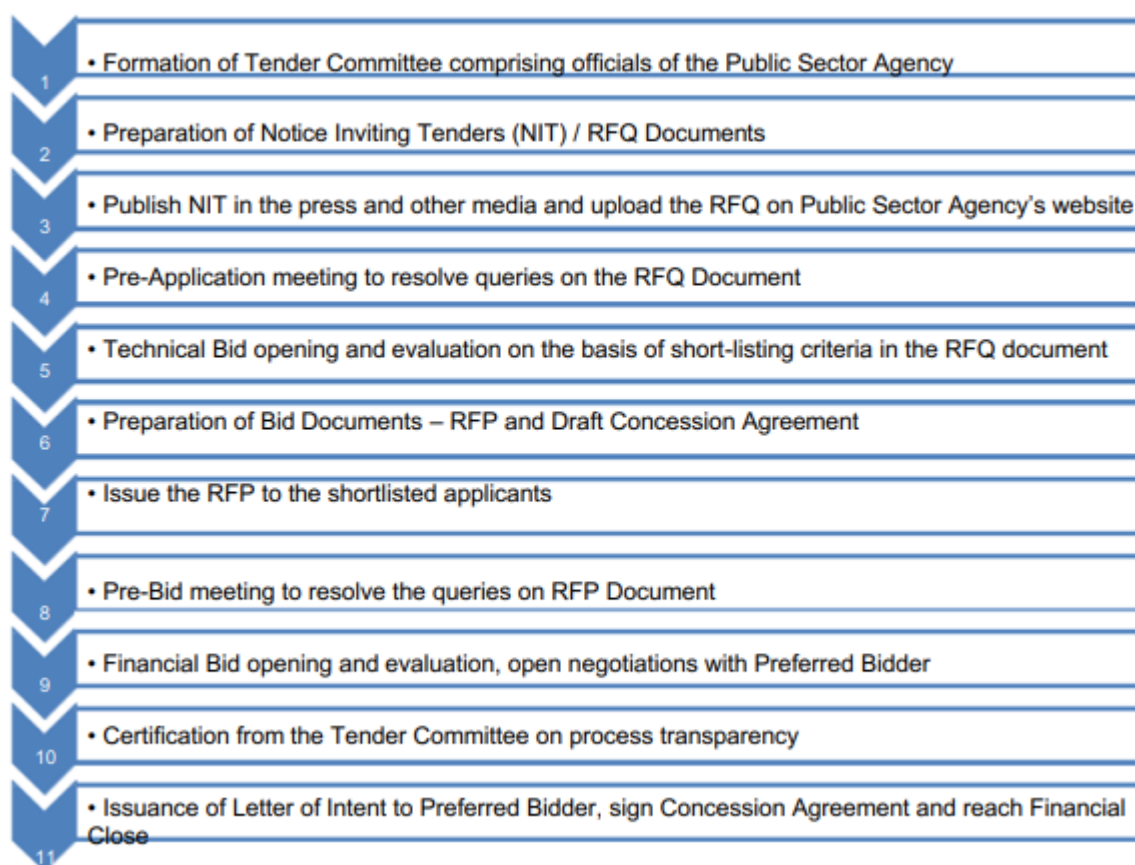 1
• Formation of Tender Committee comprising officials of the Public Sector Agency
2
• Preparation of Notice Inviting Tenders (NIT) / RFQ Documents
3
• Publish NIT in the press and other media and upload the RFQ on Public Sector Agency's website
4
• Pre-Application meeting to resolve queries on the RFQ Document
5
• Technical Bid opening and evaluation on the basis of short-listing criteria in the RFQ document
6
• Preparation of Bid Documents – RFP and Draft Concession Agreement
7
• Issue the RFP to the shortlisted applicants
8
• Pre-Bid meeting to resolve the queries on RFP Document
9
• Financial Bid opening and evaluation, open negotiations with Preferred Bidder
10
• Certification from the Tender Committee on process transparency
11
• Issuance of Letter of Intent to Preferred Bidder, sign Concession Agreement and reach Financial
Close